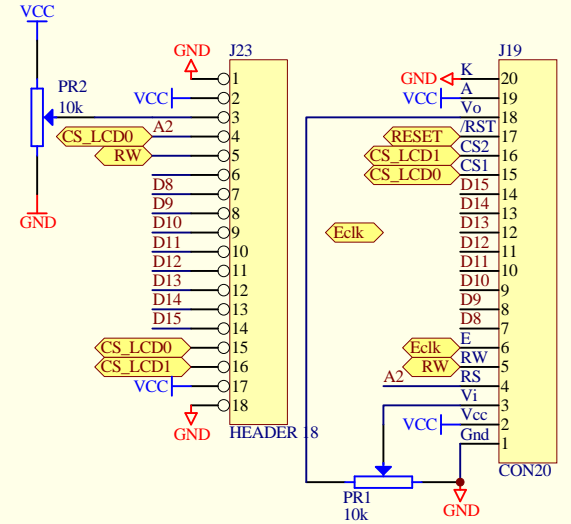 VCC
PR2
10k
GND
GND
J23
VCC
1
2
3
CS_LCD0
A2
4
RW
5
6
D8
7
D9
8
D10
9
D11
10
D12
11
D13
12
D14
13
D15
14
CS_LCD0
15
CS_LCD1
16
VCC
17
18
GND
HEADER 18
Eclk
J19
GND
K
20
VCC
A
19
Vo
18
RESET
/RST
17
CS_LCD1
CS2
16
CS_LCD0
CS1
15
D15
14
D14
13
D13
12
D12
11
D11
10
D10
9
D9
8
D8
7
Eclk
E
6
RW
RW
5
A2
RS
4
Vi
3
VCC
Vcc
2
Gnd
1
CON20
PR1
10k
GND